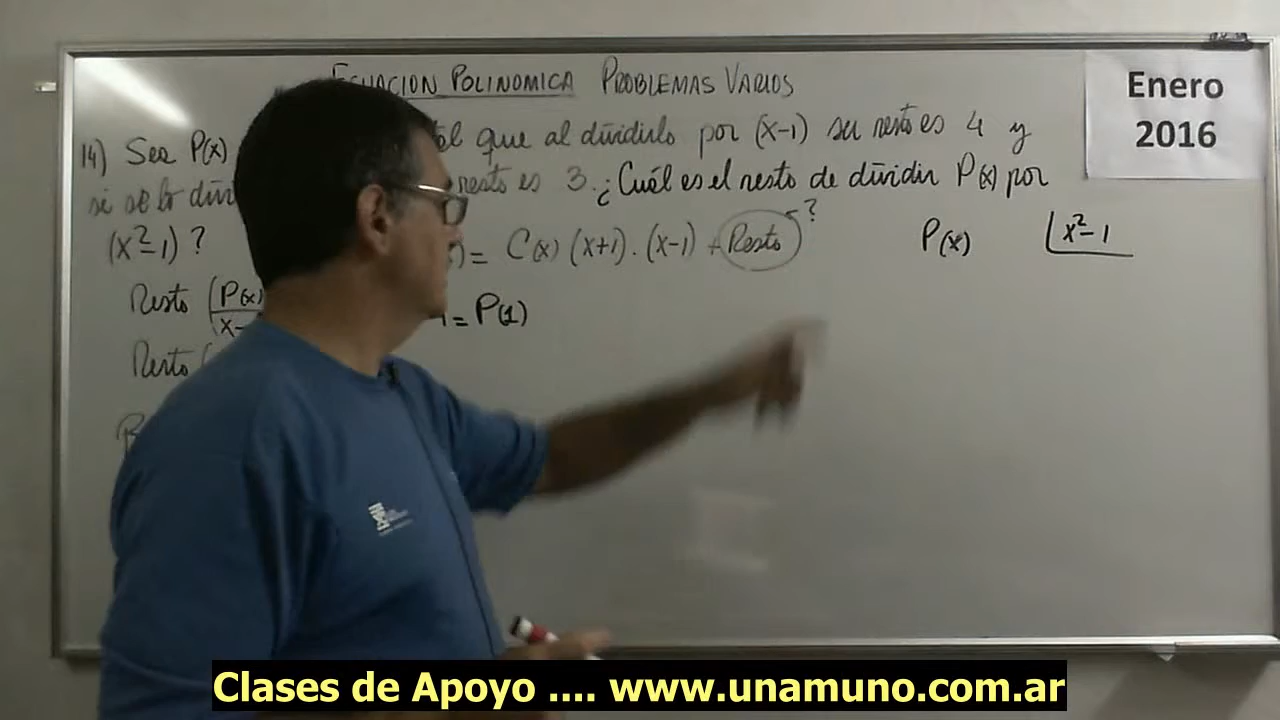 ECUACION POLINOMICA PROBLEMAS VARIOS
Enero
2016
14) Sea P(x) tal que al dividirlo por (x-1) su resto es 4 y
si se lo resto es 3. ¿Cuál es el resto de dividir P(x) por
(x²-1) ? = C(x) (x+1) . (x-1) + Resto ?
P(x) x²-1
Resto P(x) = P(1)
Resto
Clases de Apoyo .... www.unamuno.com.ar